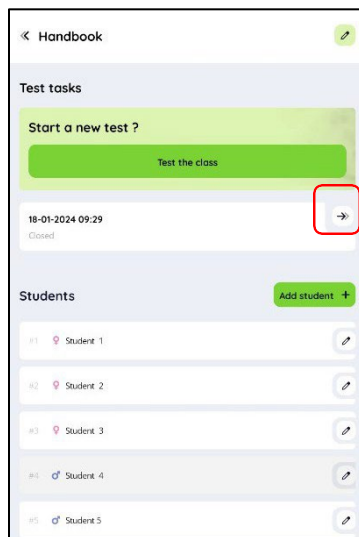 Handbook
Test tasks
Start a new test ?
Test the class
18-01-2024 09:29
Closed
Students
Add student +
#1 ♀ Student 1
#2 ♀ Student 2
#3 ♀ Student 3
#4 ♂ Student 4
#5 ♂ Student 5